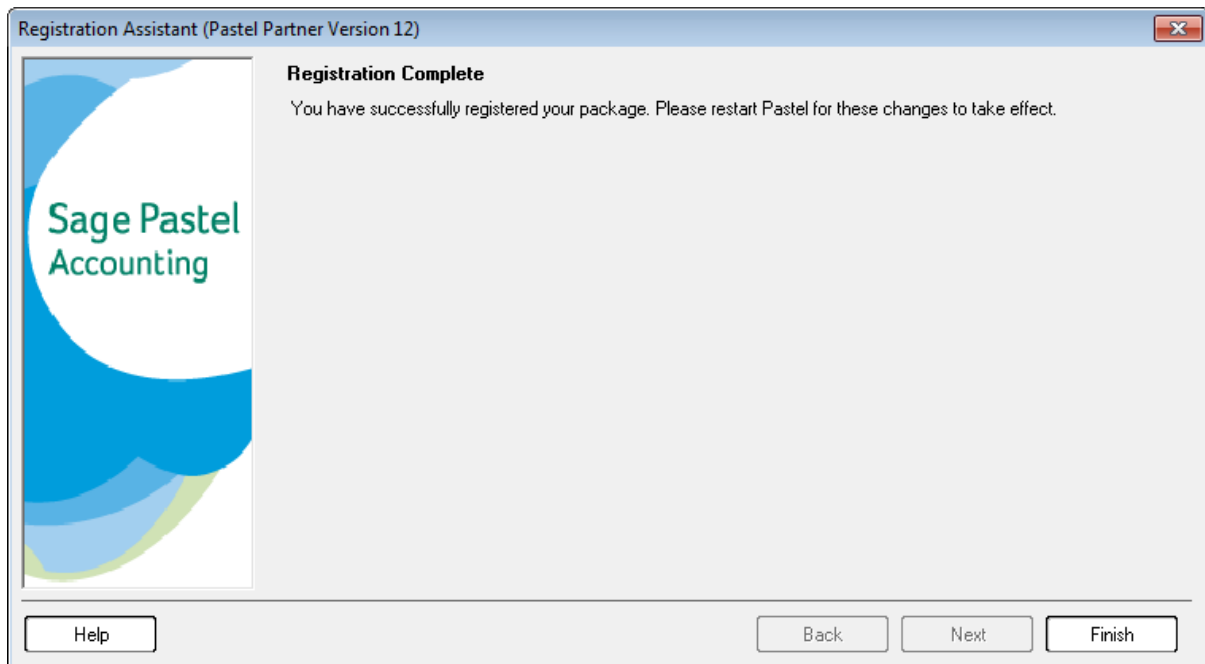 Registration Assistant (Pastel Partner Version 12)
Registration Complete
You have successfully registered your package. Please restart Pastel for these changes to take effect.
Sage Pastel
Accounting
Help
Back
Next
Finish